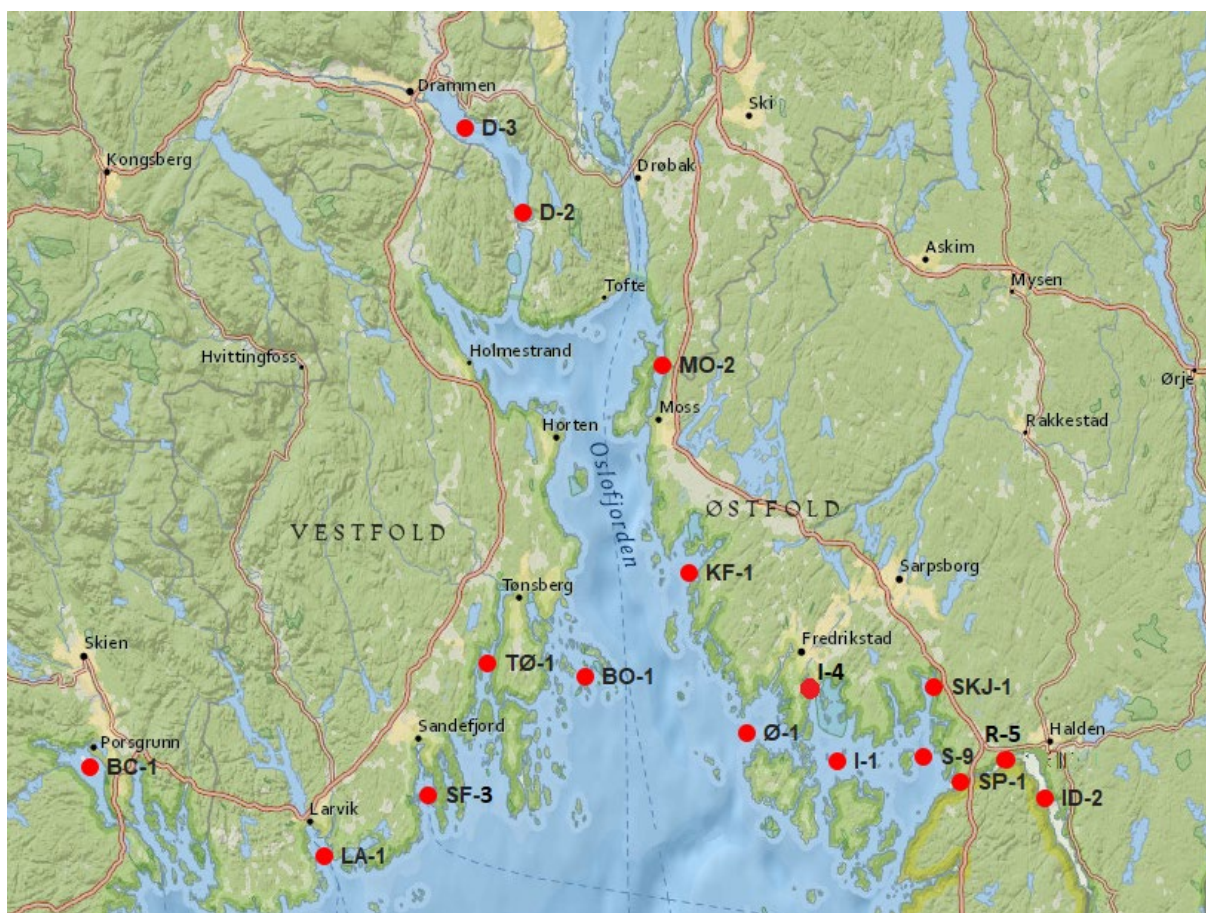 Drammen
D-3
Ski
Kongsberg
Drøbak
D-2
Askim
Mysen
Tofte
Hvittingfoss
Holmestrand
MO-2
Ørje
Moss
Horten
Rakkestad
Oslofjorden
VESTFOLD
ØSTFOLD
KF-1
Sarpsborg
Tønsberg
Skien
Fredrikstad
TØ-1
BO-1
I-4
SKJ-1
Sandefjord
Ø-1
R-5
Halden
Porsgrunn
BC-1
I-1
S-9
SP-1
SF-3
ID-2
Larvik
LA-1